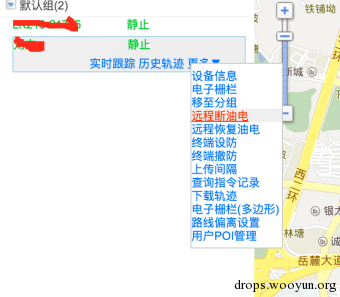 默认组(2)
静止
静止
实时跟踪 历史轨迹 更多▼
设备信息
电子栅栏
移至分组
远程断油电
远程恢复油电
终端设防
终端撤防
上传间隔
查询指令记录
下载轨迹
电子栅栏(多边形)
路线偏离设置
用户POI管理
铁铺坳
新城
西二环
银
林塘
诚
岳麓大道
drops.wooyun.org